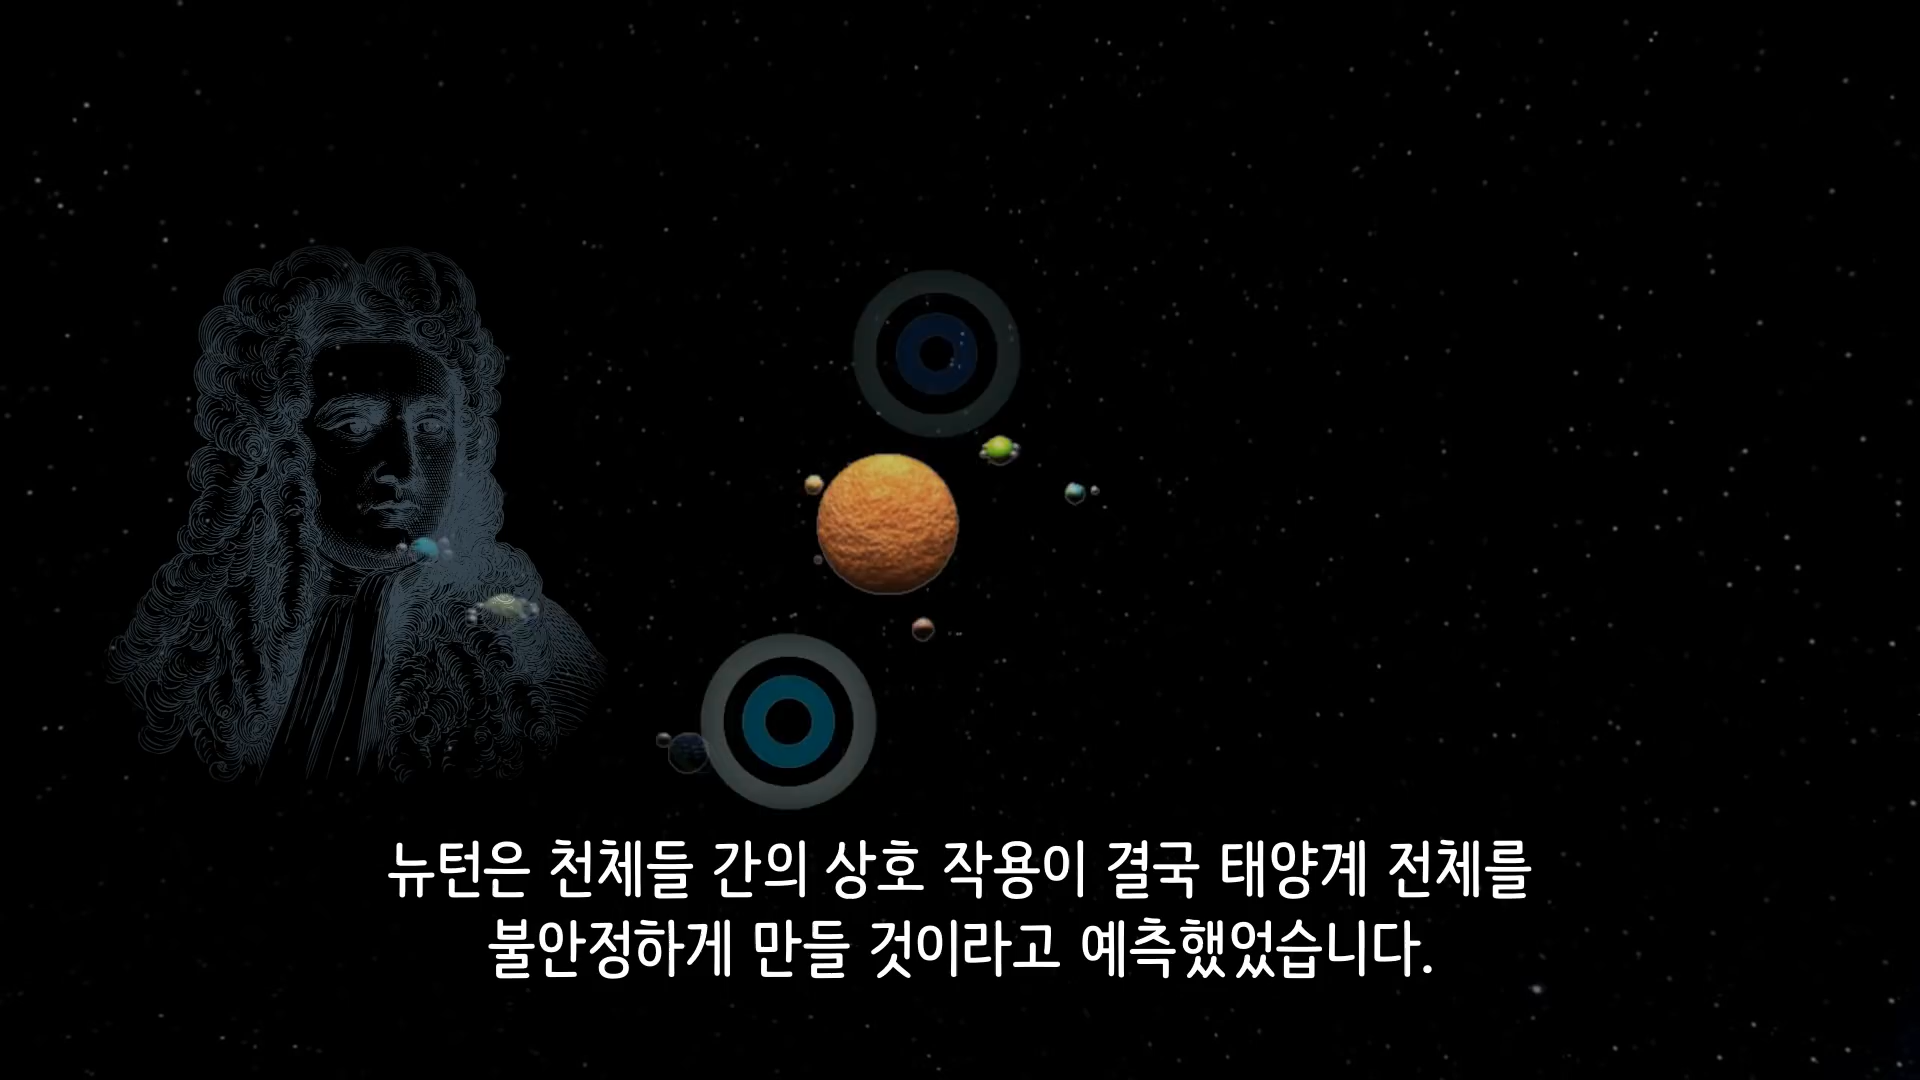 뉴턴은 천체들 간의 상호 작용이 결국 태양계 전체를
불안정하게 만들 것이라고 예측했었습니다.